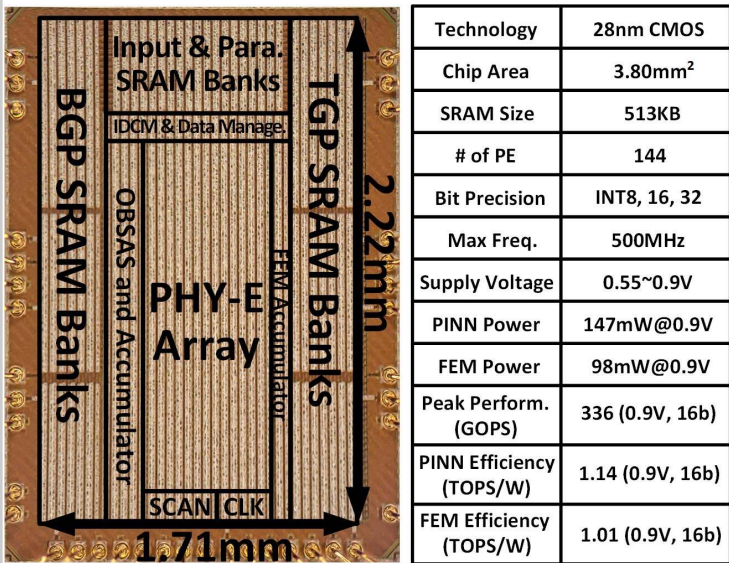 Input & Para.
SRAM Banks
IDCM & Data Manage.
BGP SRAM Banks
OBSAS and Accumulator
PHY-E
Array
FEM Accumulator
TGP SRAM Banks
2.22mm
SCAN CLK
1.71mm
Technology 28nm CMOS
Chip Area 3.80mm²
SRAM Size 513KB
# of PE 144
Bit Precision INT8, 16, 32
Max Freq. 500MHz
Supply Voltage 0.55~0.9V
PINN Power 147mW@0.9V
FEM Power 98mW@0.9V
Peak Perform.
(GOPS) 336 (0.9V, 16b)
PINN Efficiency
(TOPS/W) 1.14 (0.9V, 16b)
FEM Efficiency
(TOPS/W) 1.01 (0.9V, 16b)